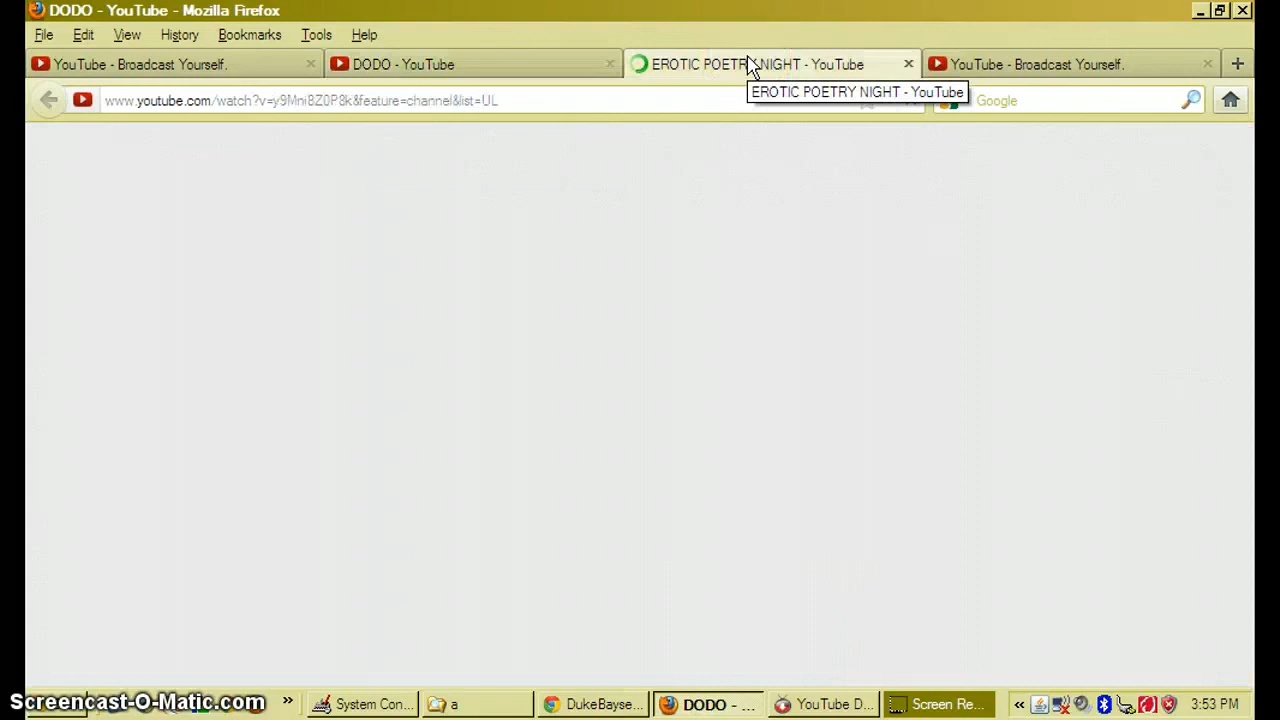 DODO - YouTube - Mozilla Firefox
File Edit View History Bookmarks Tools Help
YouTube - Broadcast Yourself. DODO - YouTube EROTIC POETRY NIGHT - YouTube YouTube - Broadcast Yourself.
www.youtube.com/watch?v=y9MniBZ0P8k&feature=channel&list=UL Google
EROTIC POETRY NIGHT - YouTube
Screencast-O-Matic.com System Con... a DukeBayse... DODO - ... YouTube D... Screen Re... 3:53 PM